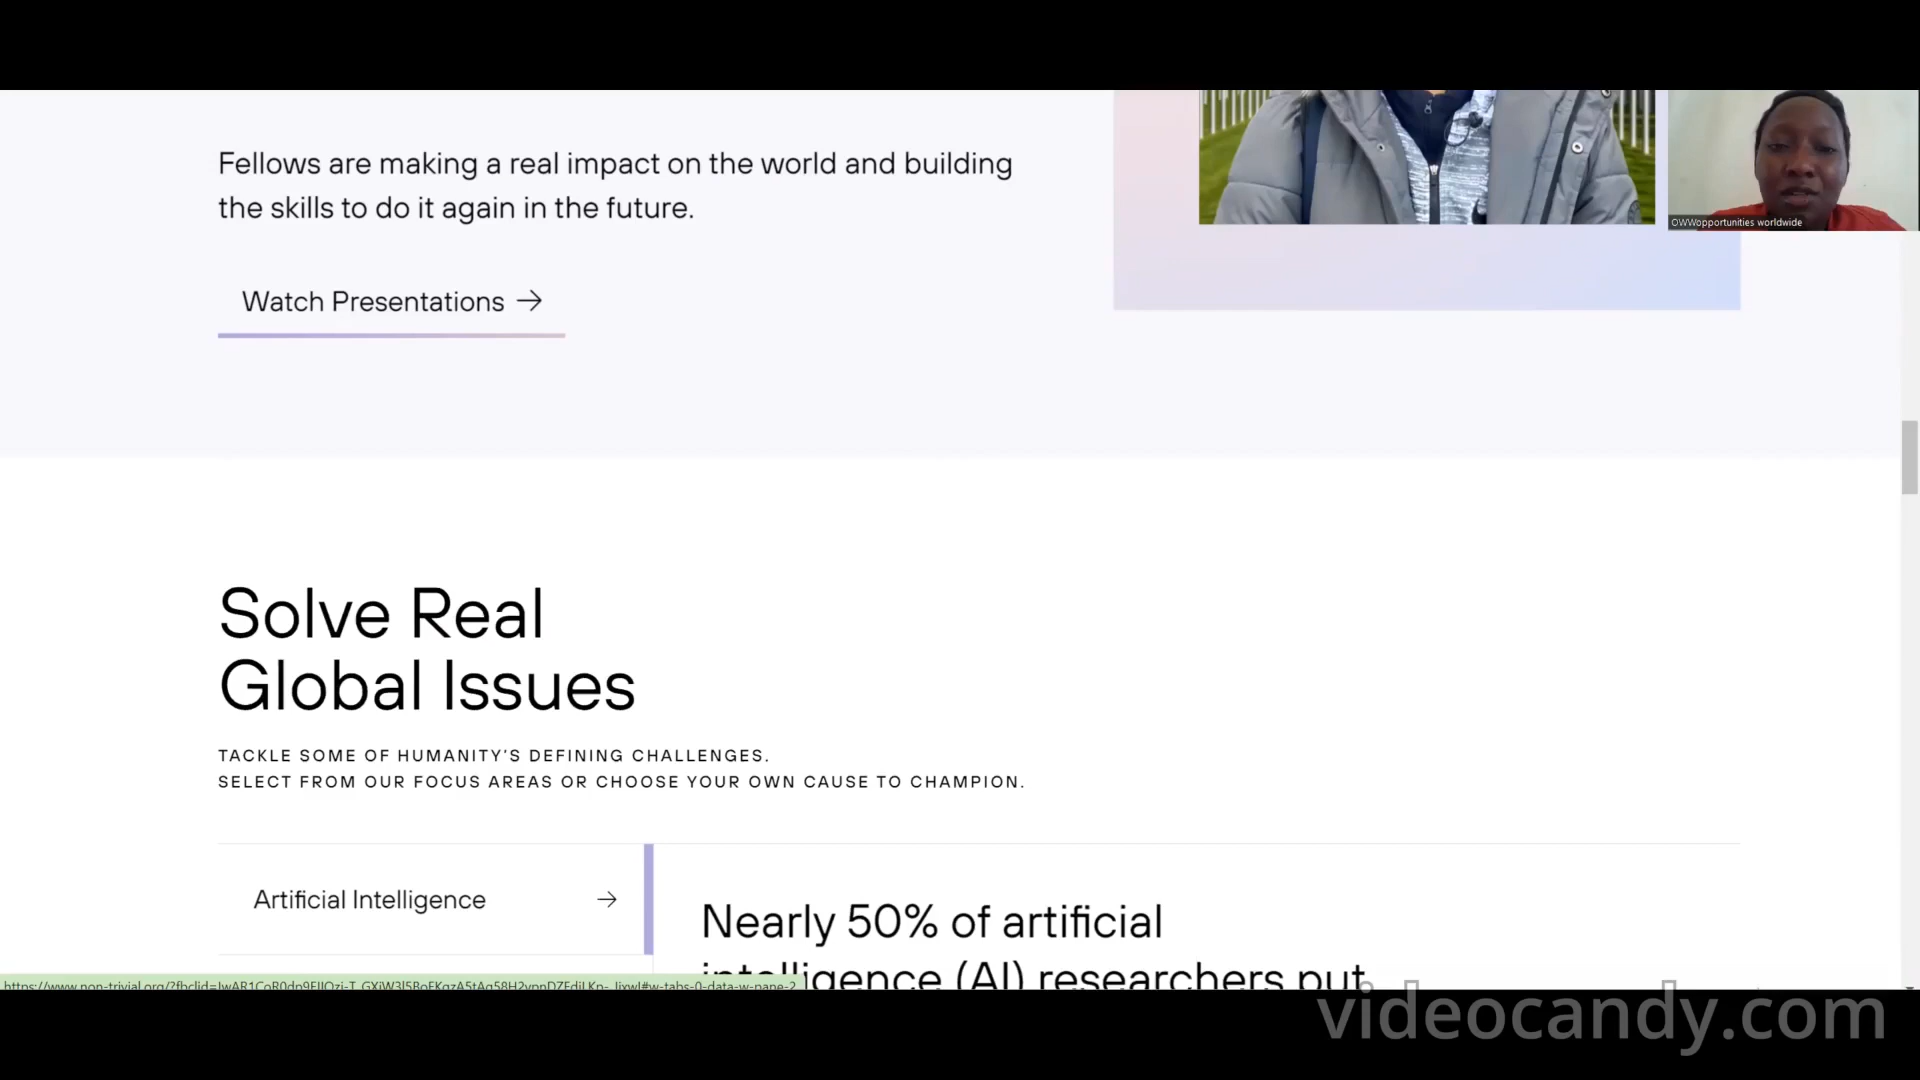 Fellows are making a real impact on the world and building
the skills to do it again in the future.
OWWopportunities worldwide
Watch Presentations
Solve Real
Global Issues
TACKLE SOME OF HUMANITY'S DEFINING CHALLENGES.
SELECT FROM OUR FOCUS AREAS OR CHOOSE YOUR OWN CAUSE TO CHAMPION.
Artificial Intelligence
Nearly 50% of artificial
intelligence (AI) researchers put
videocandy.com